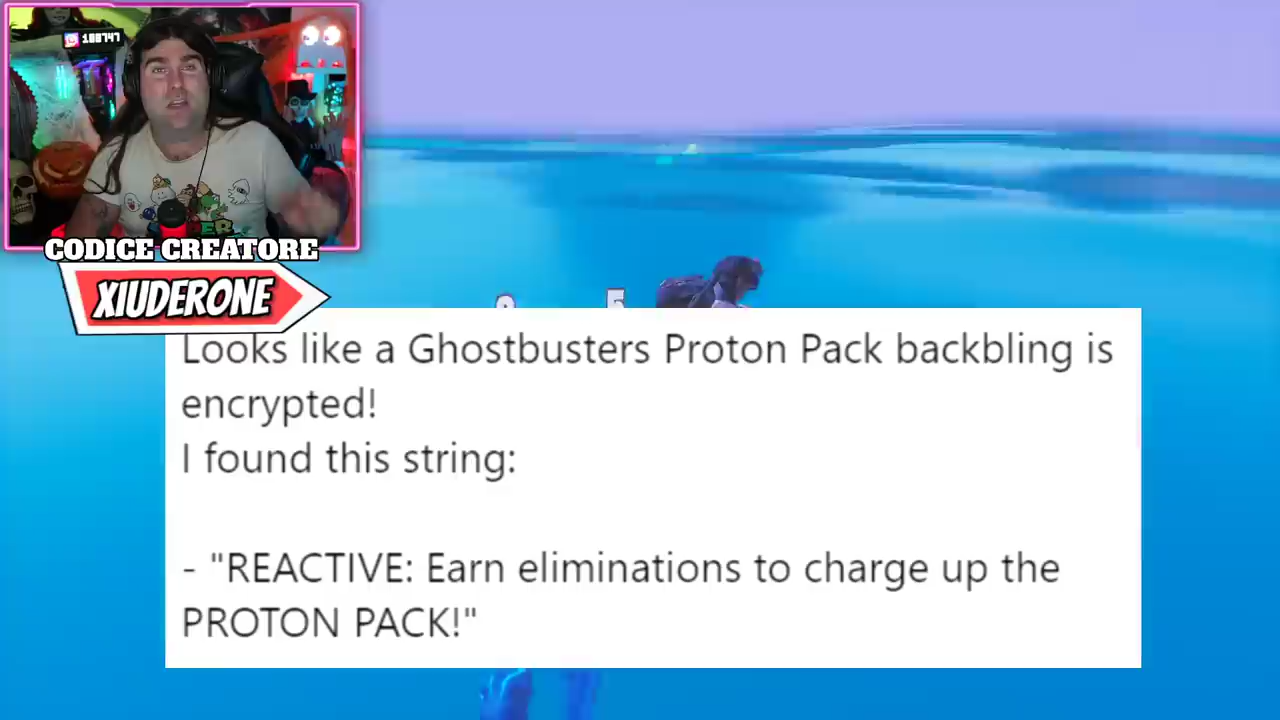 100747
CODICE CREATORE
XIUDERONE
Looks like a Ghostbusters Proton Pack backbling is
encrypted!
I found this string:
- "REACTIVE: Earn eliminations to charge up the
PROTON PACK!"